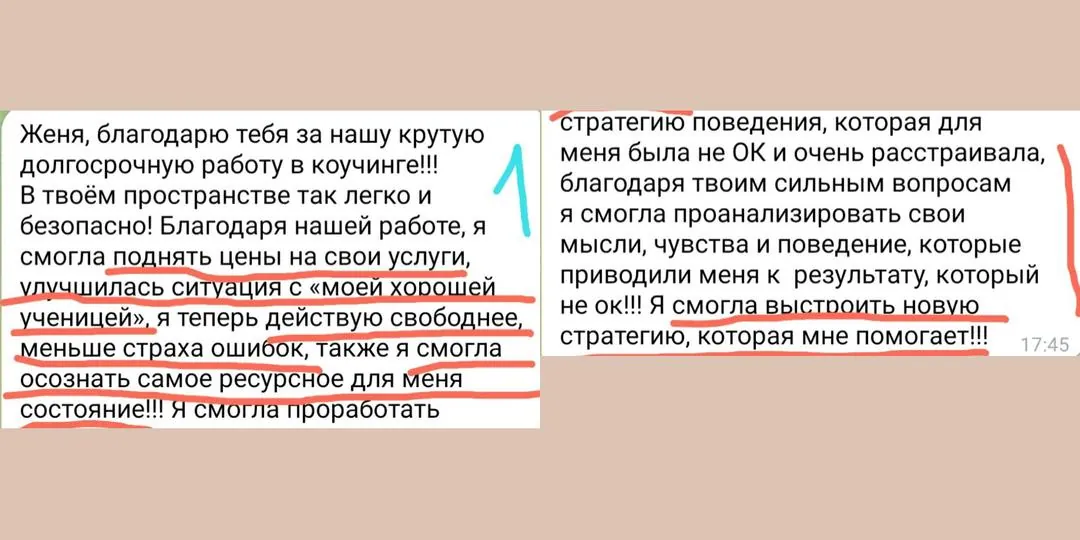 Женя, благодарю тебя за нашу крутую
долгосрочную работу в коучинге!!!
В твоём пространстве так легко и
безопасно! Благодаря нашей работе, я
смогла поднять цены на свои услуги,
улучшилась ситуация с «моей хорошей
ученицей», я теперь действую свободнее,
меньше страха ошибок, также я смогла
осознать самое ресурсное для меня
состояние!!! Я смогла проработать
1
стратегию поведения, которая для
меня была не ОК и очень расстраивала,
благодаря твоим сильным вопросам
я смогла проанализировать свои
мысли, чувства и поведение, которые
приводили меня к результату, который
не ок!!! Я смогла выстроить новую
стратегию, которая мне помогает!!!
17:45